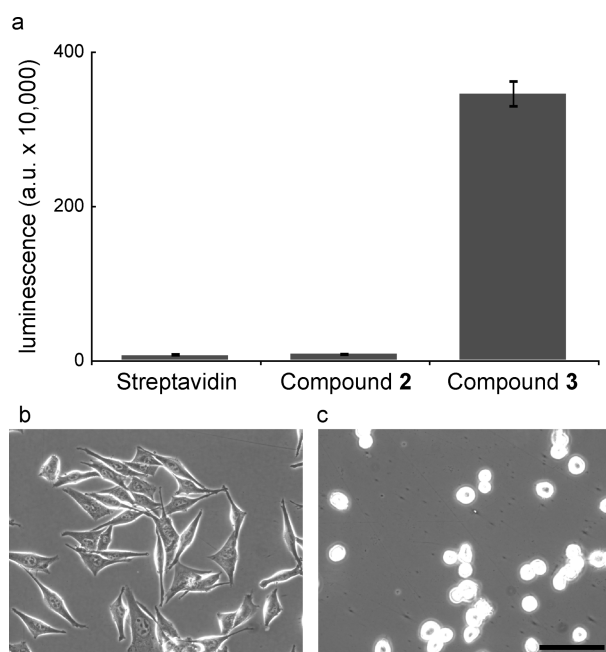 a
luminescence (a.u. x 10,000)
400
200
0
Streptavidin
Compound 2
Compound 3
b
c